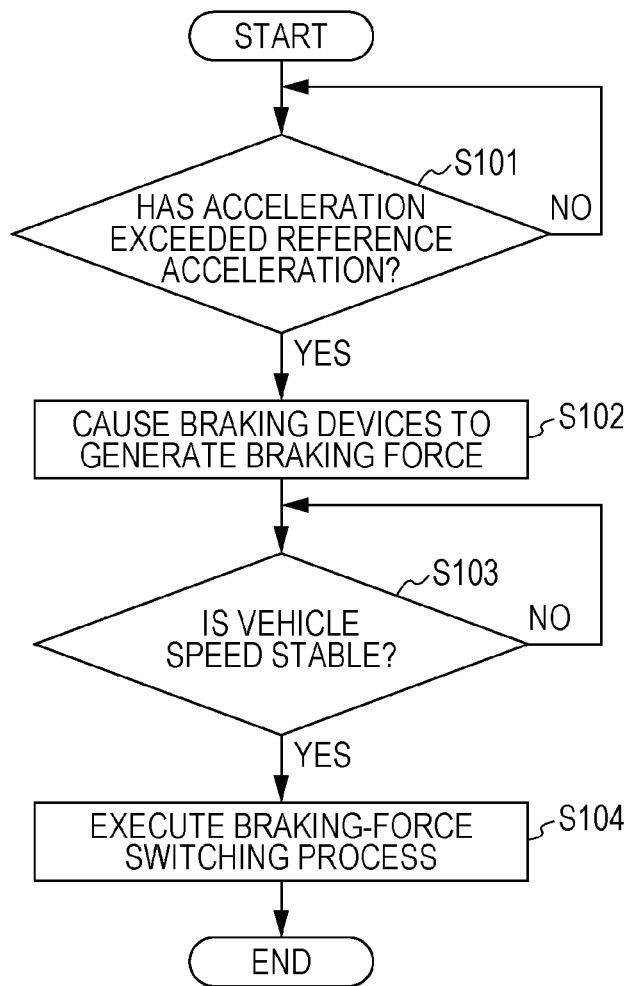 START
S101
HAS ACCELERATION
EXCEEDED REFERENCE
ACCELERATION?
NO
YES
CAUSE BRAKING DEVICES TO
GENERATE BRAKING FORCE
S102
S103
IS VEHICLE
SPEED STABLE?
NO
YES
EXECUTE BRAKING-FORCE
SWITCHING PROCESS
S104
END